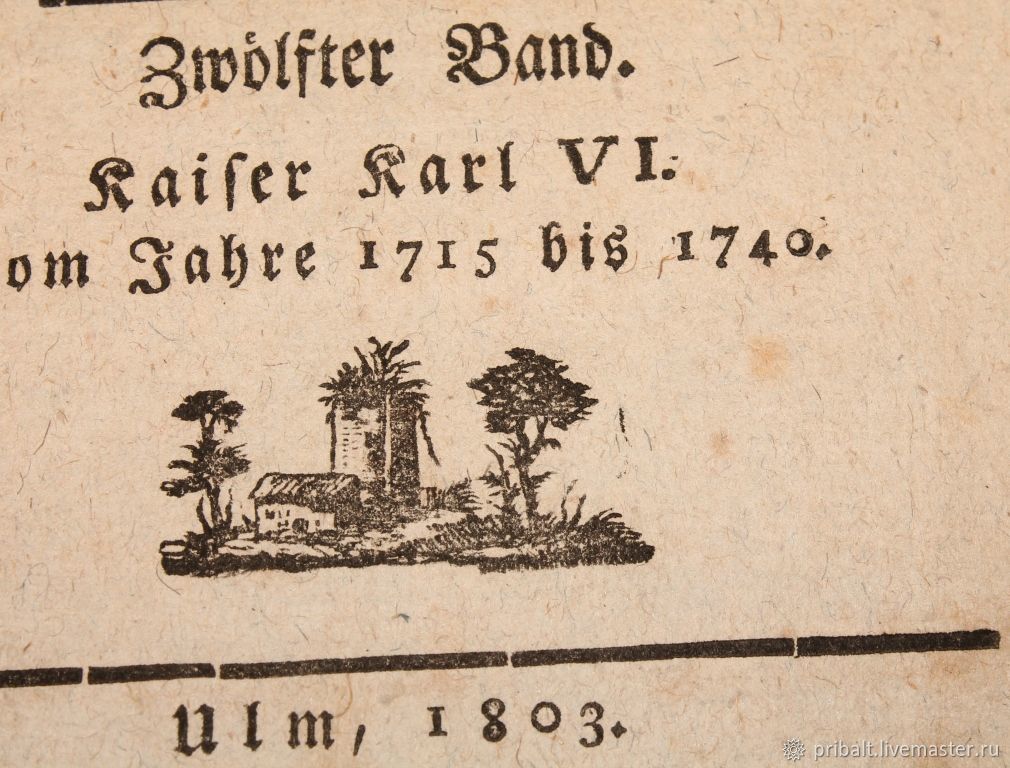 Zwölfter Band.
Kaiſer Karl VI.
om Jahre 1715 bis 1740.
Ulm, 1803.
pribalt.livemaster.ru